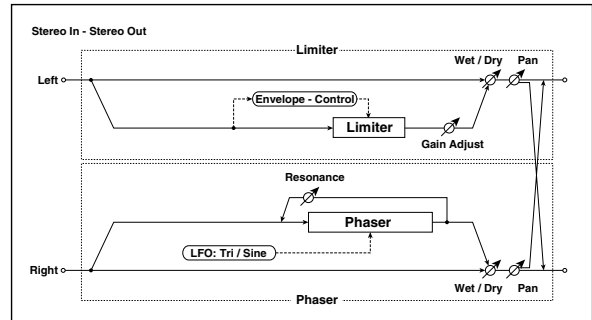 Stereo In - Stereo Out
Limiter
Wet / Dry
Pan
Left
Envelope - Control
Limiter
Gain Adjust
Resonance
Phaser
LFO: Tri / Sine
Right
Wet / Dry
Pan
Phaser